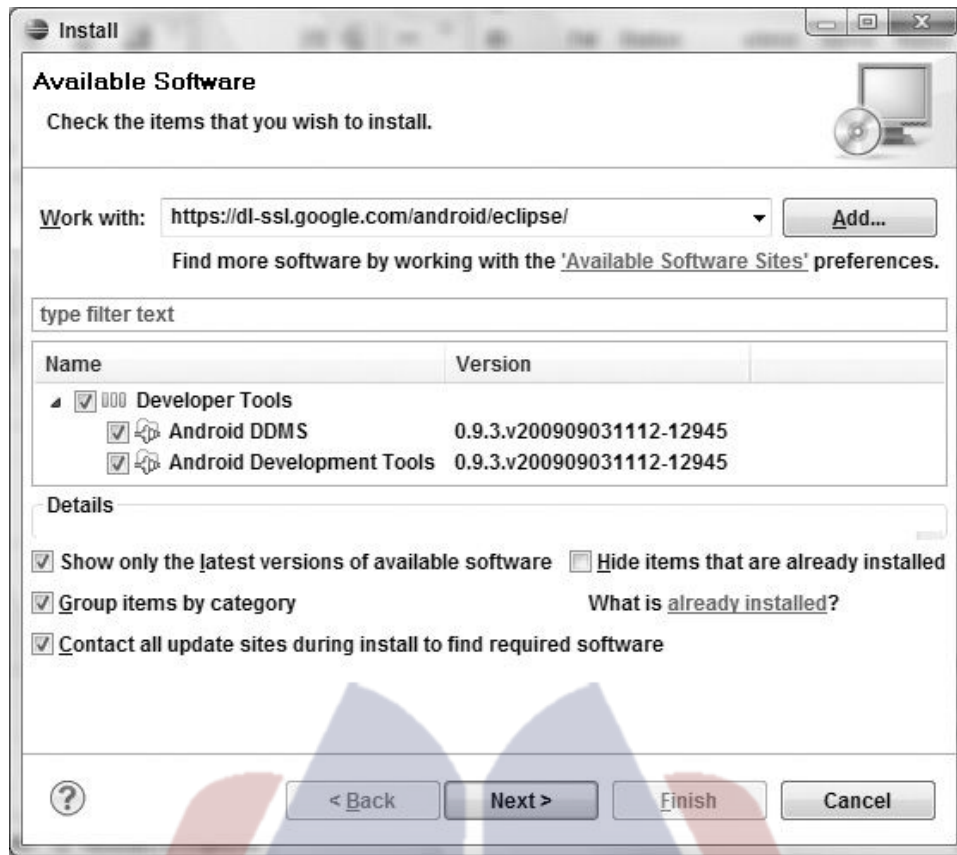 Install
Available Software
Check the items that you wish to install.
Work with: https://dl-ssl.google.com/android/eclipse/ Add...
Find more software by working with the 'Available Software Sites' preferences.
type filter text
Name Version
Developer Tools
Android DDMS 0.9.3.v200909031112-12945
Android Development Tools 0.9.3.v200909031112-12945
Details
Show only the latest versions of available software Hide items that are already installed
Group items by category What is already installed?
Contact all update sites during install to find required software
? < Back Next > Finish Cancel